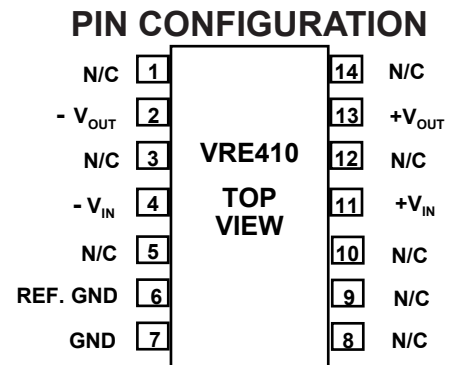 PIN CONFIGURATION
N/C 1 14 N/C
- VOUT 2 13 +VOUT
N/C 3 VRE410 12 N/C
- VIN 4 TOP 11 +VIN
VIEW
N/C 5 10 N/C
REF. GND 6 9 N/C
GND 7 8 N/C